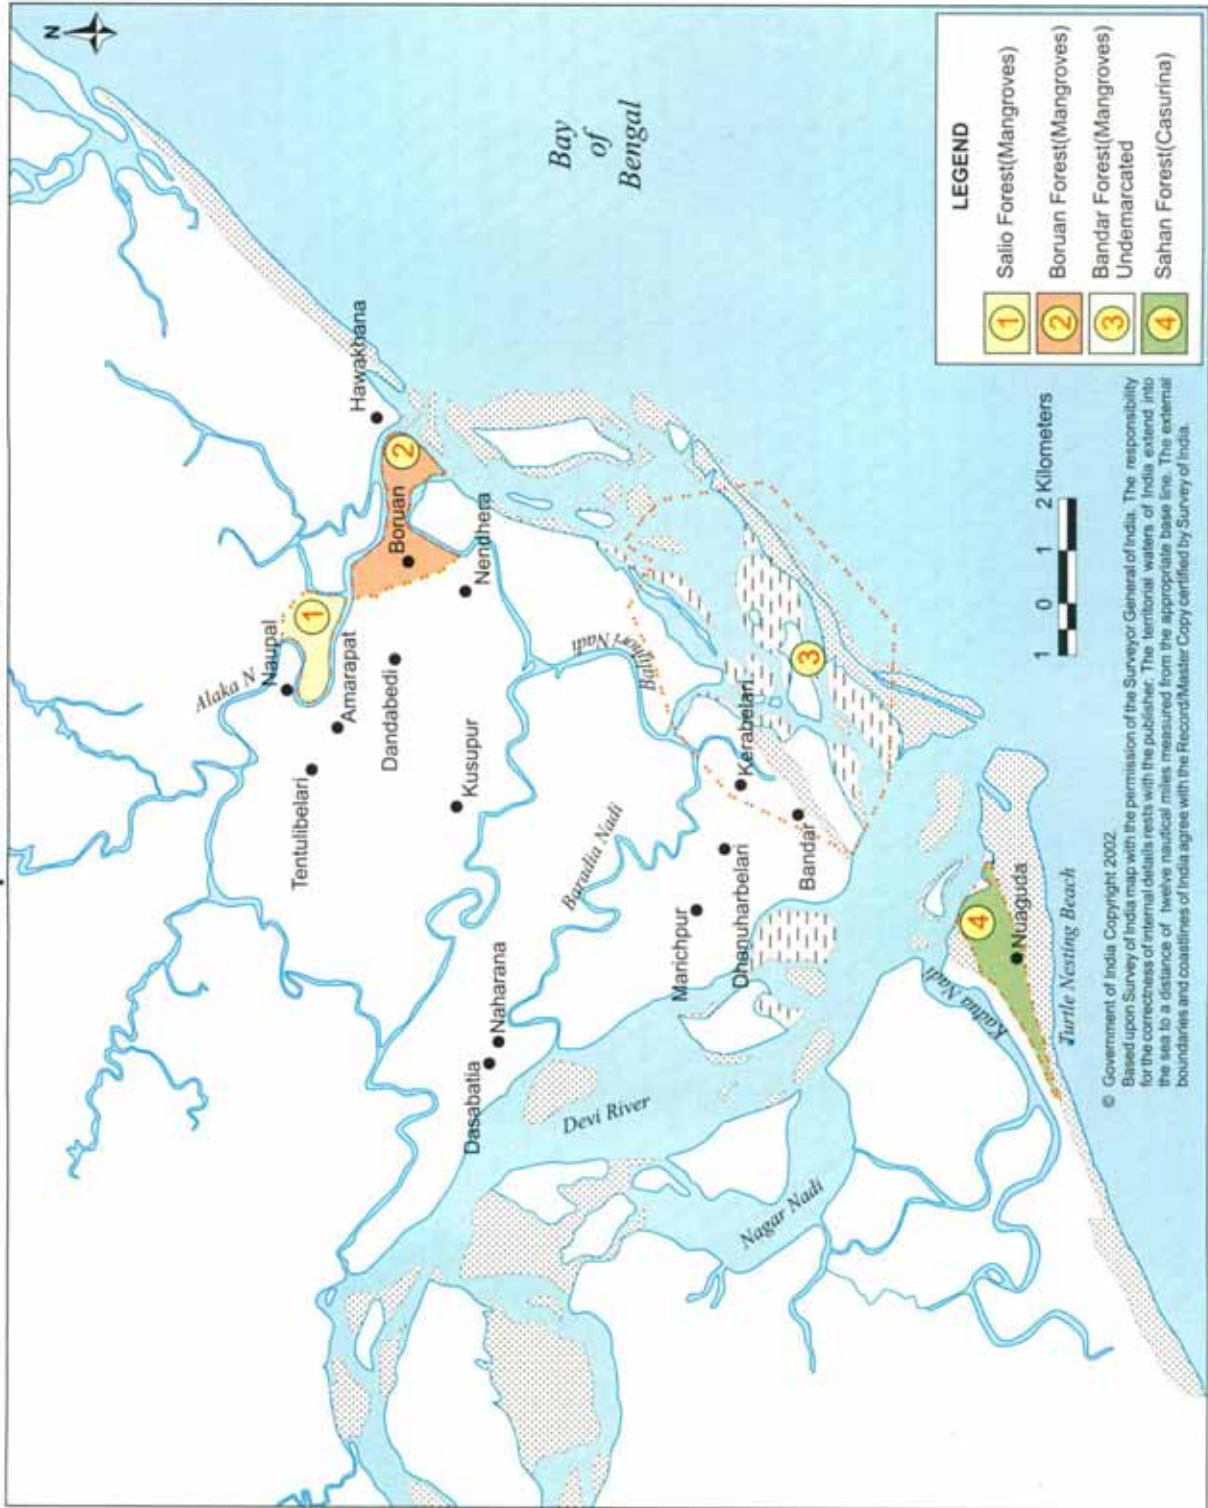 N
Bay
of
Bengal
Hawakhana
2
Boruan
Nendhera
1
Naupal
Alaka N
Amarapat
Dandabedi
Tentulibelari
Kusupur
Baradia Nadi
3
Kerabelari
Bandar
Dhanuharbelari
Marichpur
Naharana
Dasabatia
Devi River
Nagar Nadi
Kadua Nadi
4
Nuaguda
Turtle Nesting Beach
1 0 1 2 Kilometers
LEGEND
1 Salio Forest(Mangroves)
2 Boruan Forest(Mangroves)
3 Bandar Forest(Mangroves)
Undemarcated
4 Sahan Forest(Casurina)
© Government of India Copyright 2002.
Based upon Survey of India map with the permission of the Surveyor General of India. The responsibility
for the correctness of internal details rests with the publisher. The territorial waters of India extend into
the sea to a distance of twelve nautical miles measured from the appropriate base line. The external
boundaries and coastlines of India agree with the Record/Master Copy certified by Survey of India.